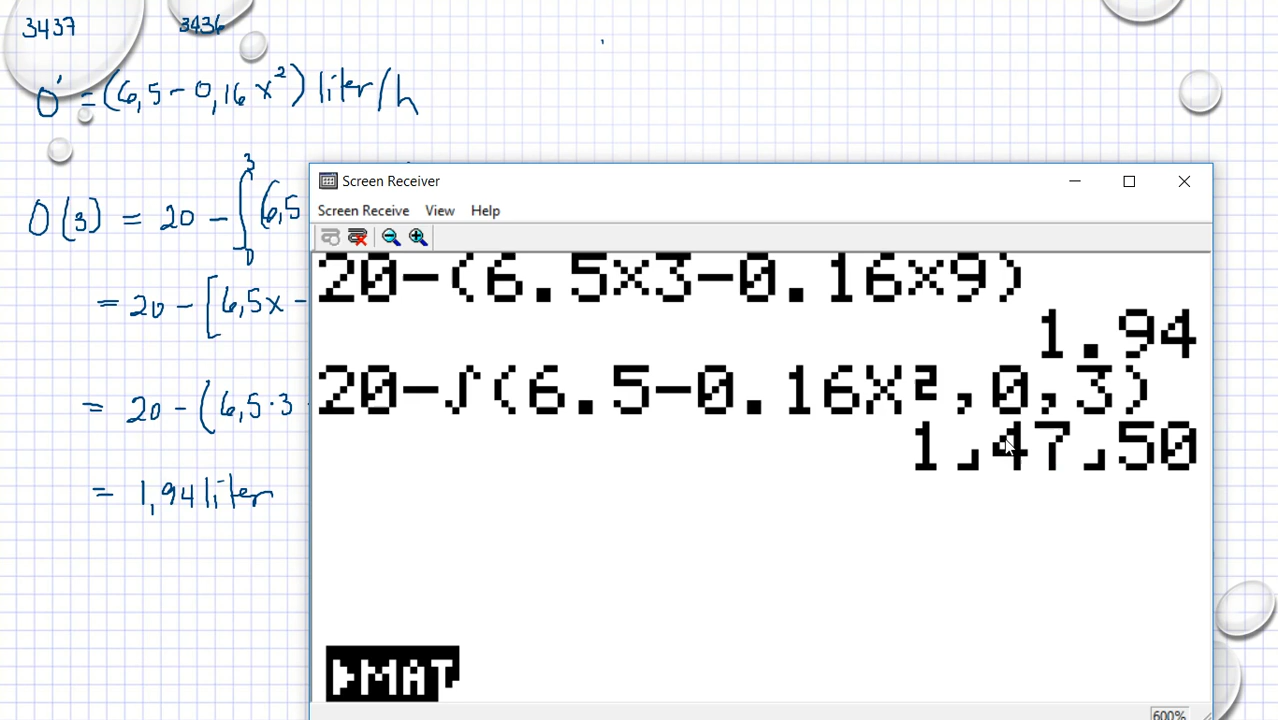 3437 3436
O' = (6,5 - 0,16 x²) liter/h
O(3) = 20 - ∫₀³ (6,5
= 20 - [6,5x -
= 20 - (6,5·3
= 1,94 liter
Screen Receiver
Screen Receive View Help
20-(6.5×3-0.16×9)
1.94
20-∫(6.5-0.16X²,0,3)
1⌟47⌟50
▶MAT
600%